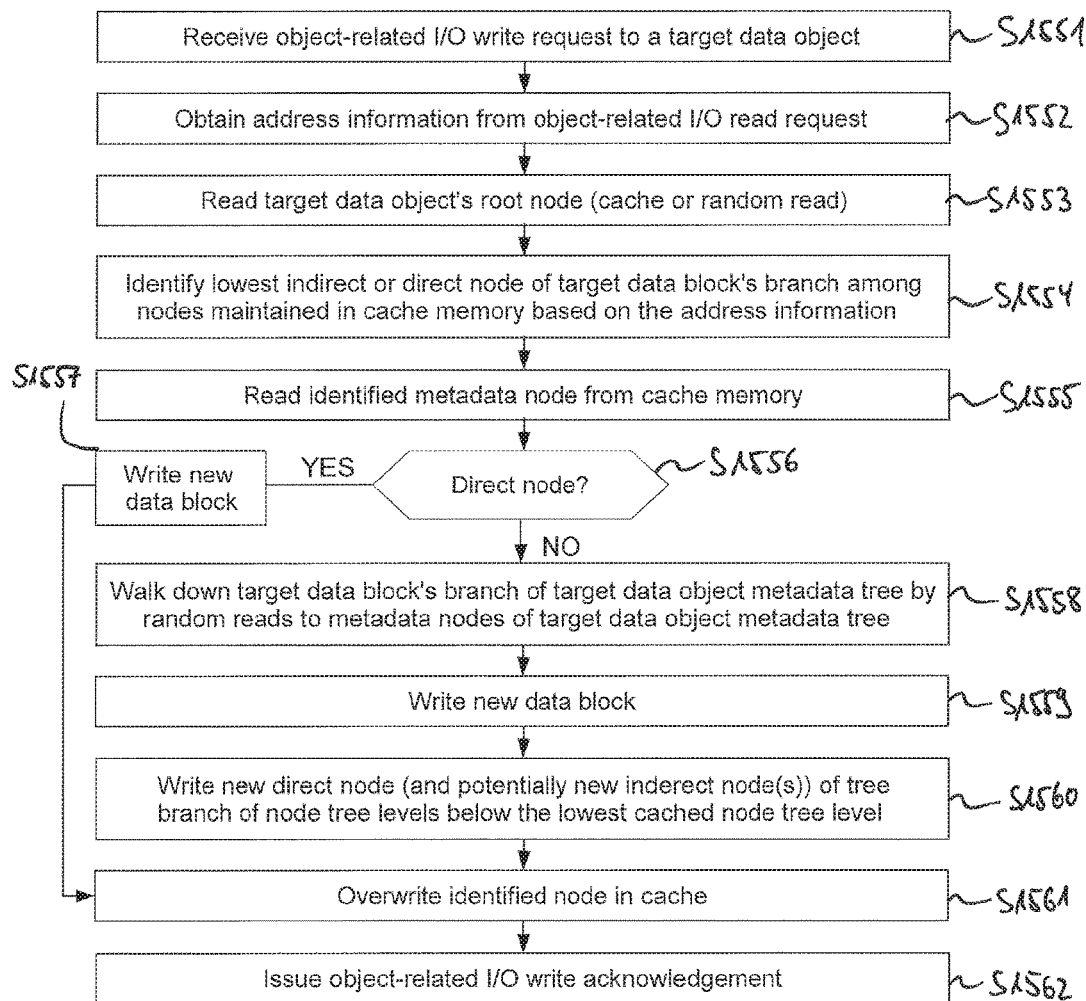 Receive object-related I/O write request to a target data object S1551
Obtain address information from object-related I/O read request S1552
Read target data object's root node (cache or random read) S1553
Identify lowest indirect or direct node of target data block's branch among
nodes maintained in cache memory based on the address information S1554
S1557
Read identified metadata node from cache memory S1555
Write new
data block
YES
Direct node?
S1556
NO
Walk down target data block's branch of target data object metadata tree by
random reads to metadata nodes of target data object metadata tree S1558
Write new data block S1559
Write new direct node (and potentially new inderect node(s)) of tree
branch of node tree levels below the lowest cached node tree level S1560
Overwrite identified node in cache S1561
Issue object-related I/O write acknowledgement S1562